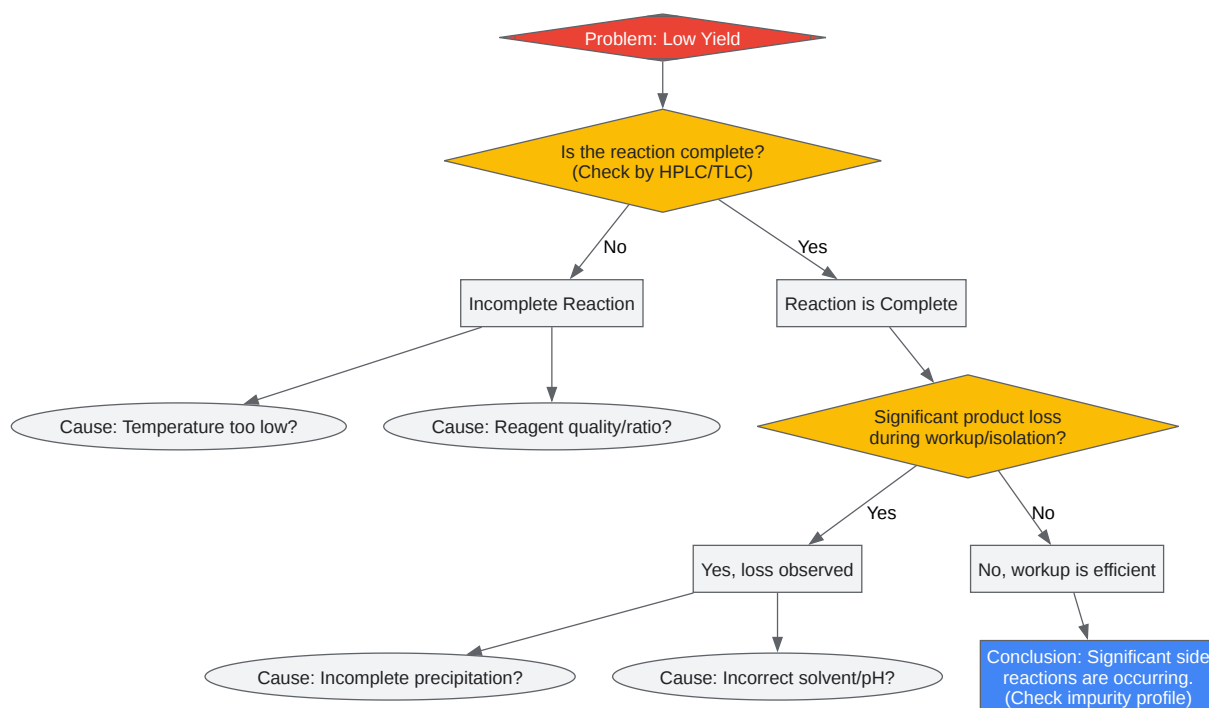 Problem: Low Yield
Is the reaction complete?
(Check by HPLC/TLC)
No
Yes
Incomplete Reaction
Reaction is Complete
Cause: Temperature too low?
Cause: Reagent quality/ratio?
Significant product loss
during workup/isolation?
Yes
No
Yes, loss observed
No, workup is efficient
Cause: Incomplete precipitation?
Cause: Incorrect solvent/pH?
Conclusion: Significant side
reactions are occurring.
(Check impurity profile)